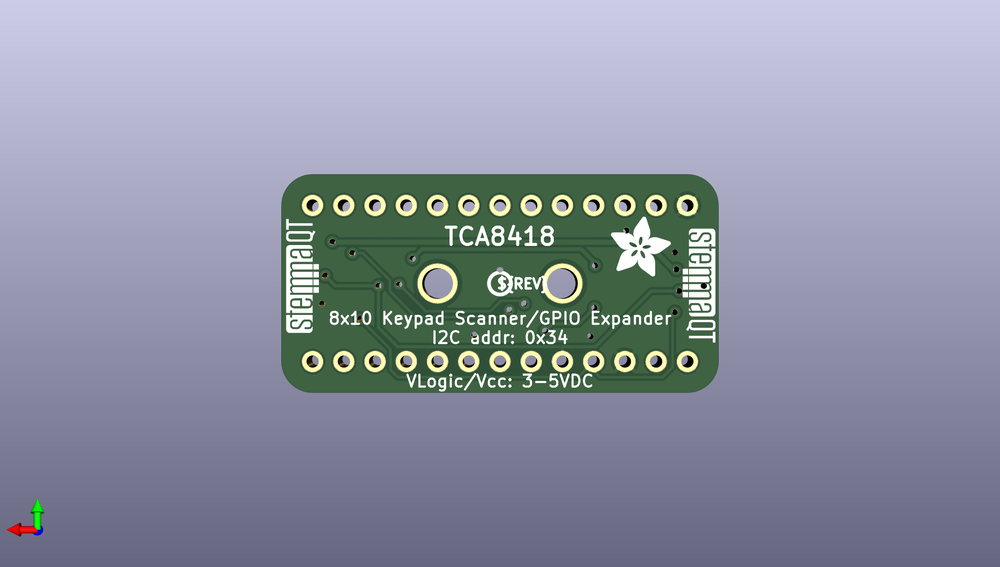 TCA8418
stemmaQT
stemmaQT
${REV}
8x10 Keypad Scanner/GPIO Expander
I2C addr: 0x34
VLogic/Vcc: 3-5VDC